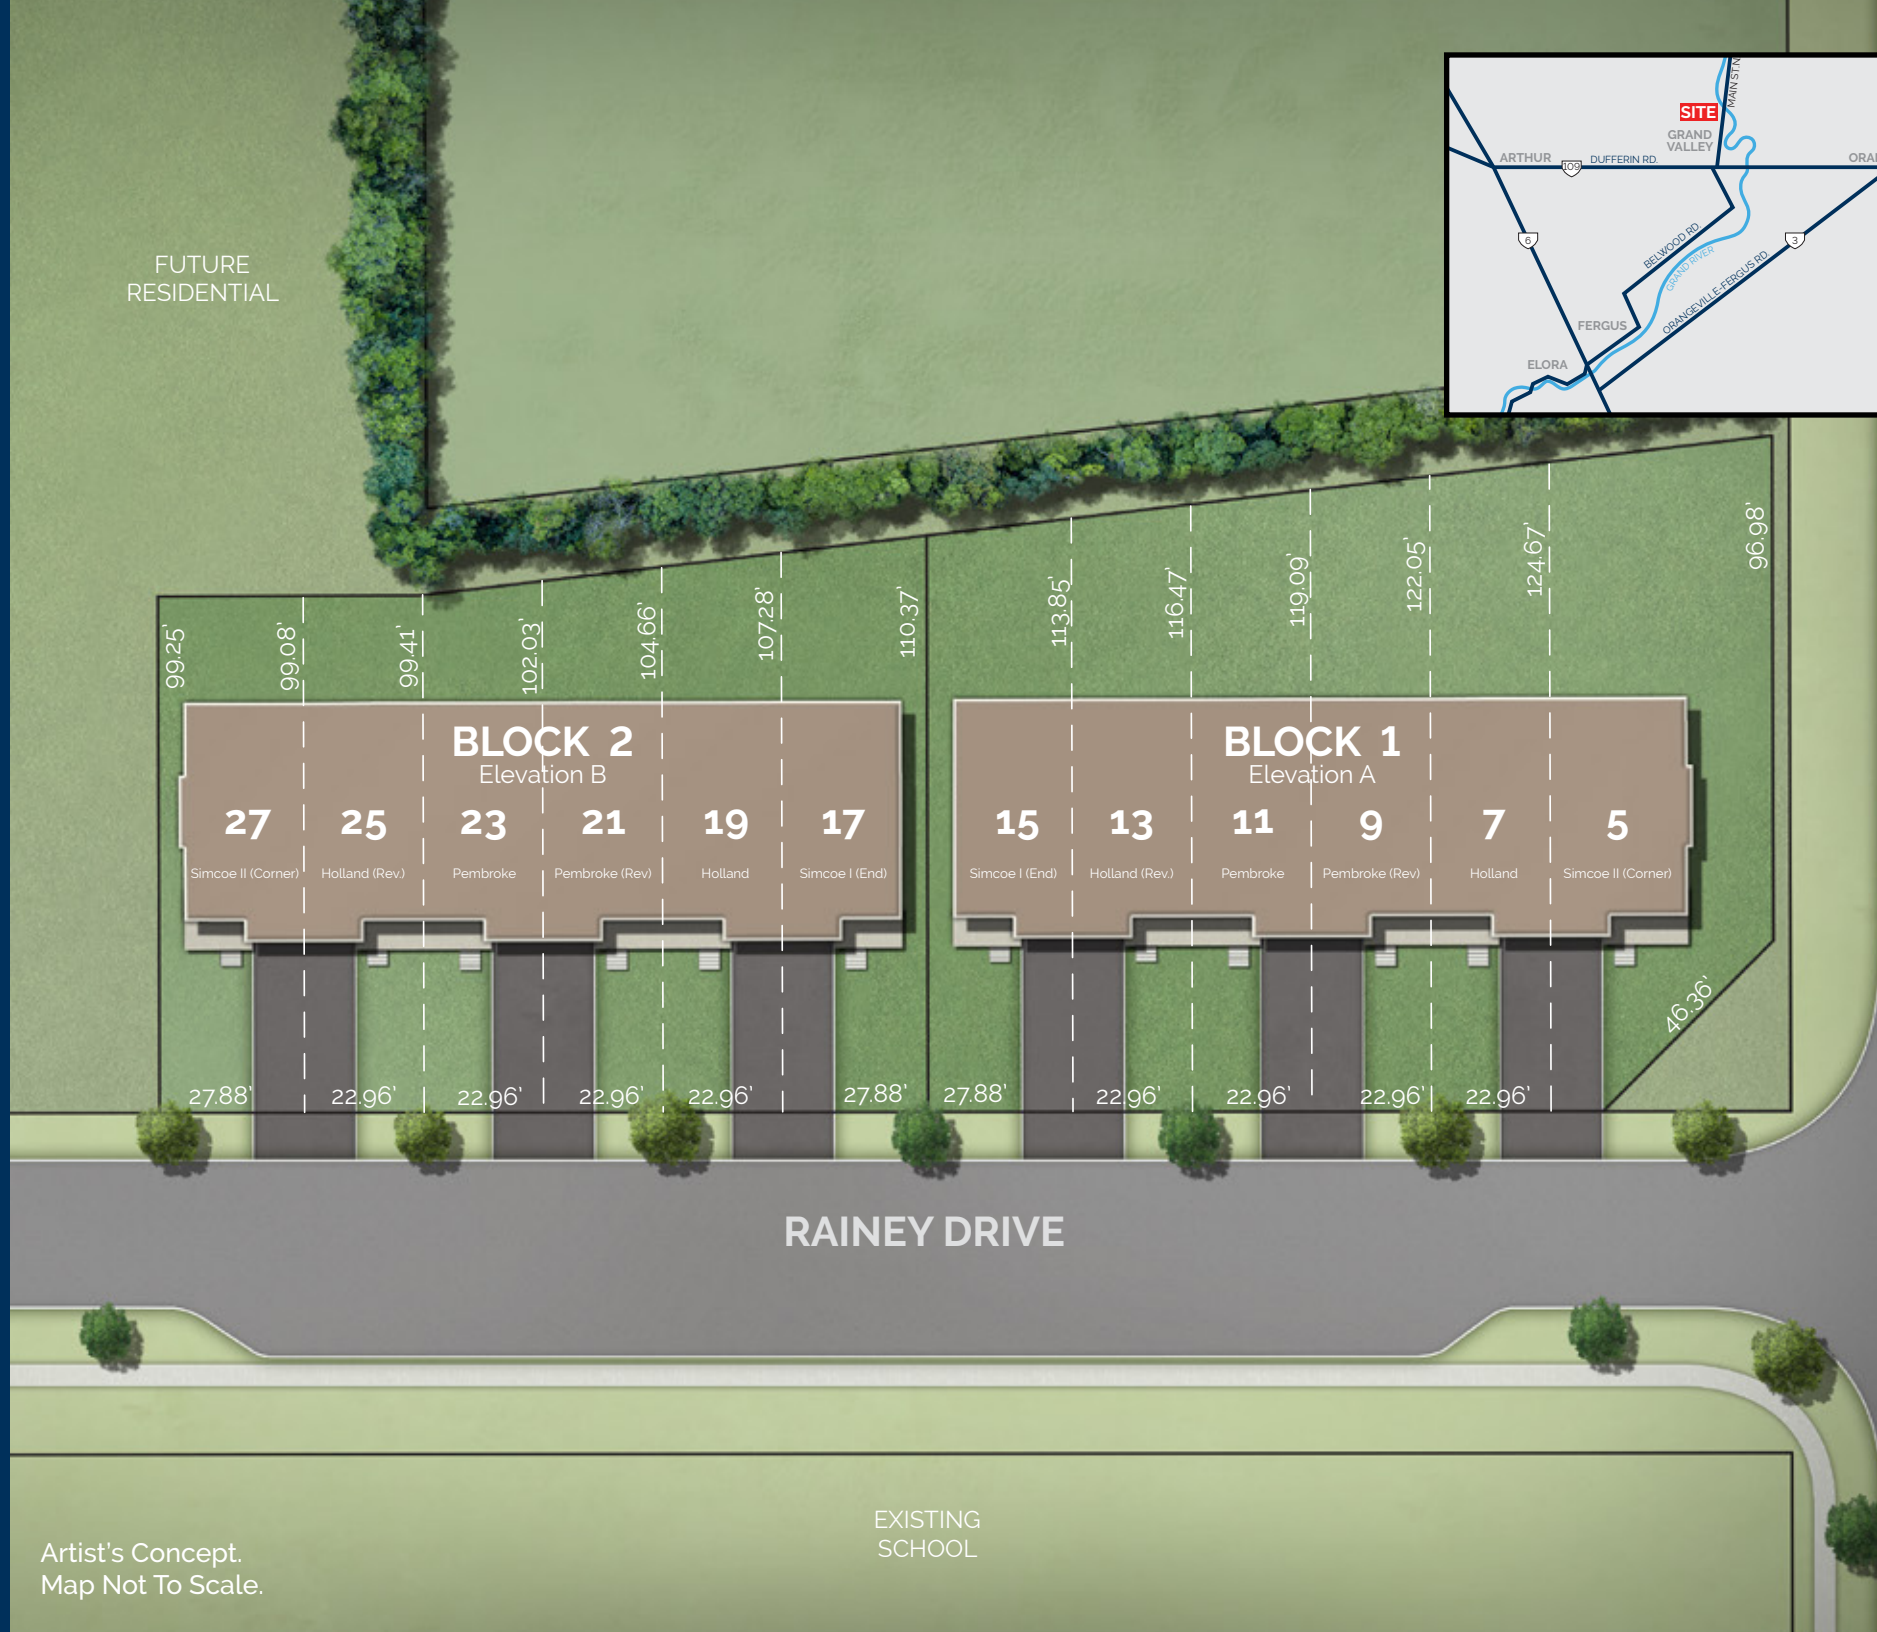 MAIN ST.N
SITE
GRAND
VALLEY
ARTHUR
109
DUFFERIN RD.
6
3
BELWOOD RD.
GRAND RIVER
ORANGEVILLE-FERGUS RD.
FERGUS
ELORA
FUTURE
RESIDENTIAL
99.25'
99.08'
99.41'
102.03'
104.66'
107.28'
110.37'
113.85'
116.47'
119.09'
122.05'
124.67'
96.98'
BLOCK 2
Elevation B
27
25
23
21
19
17
Simcoe II (Corner)
Holland (Rev.)
Pembroke
Pembroke (Rev)
Holland
Simcoe I (End)
BLOCK 1
Elevation A
15
13
11
9
7
5
Simcoe I (End)
Holland (Rev.)
Pembroke
Pembroke (Rev)
Holland
Simcoe II (Corner)
46.36'
27.88'
22.96'
22.96'
22.96'
22.96'
27.88'
27.88'
22.96'
22.96'
22.96'
22.96'
RAINEY DRIVE
EXISTING
SCHOOL
Artist's Concept.
Map Not To Scale.